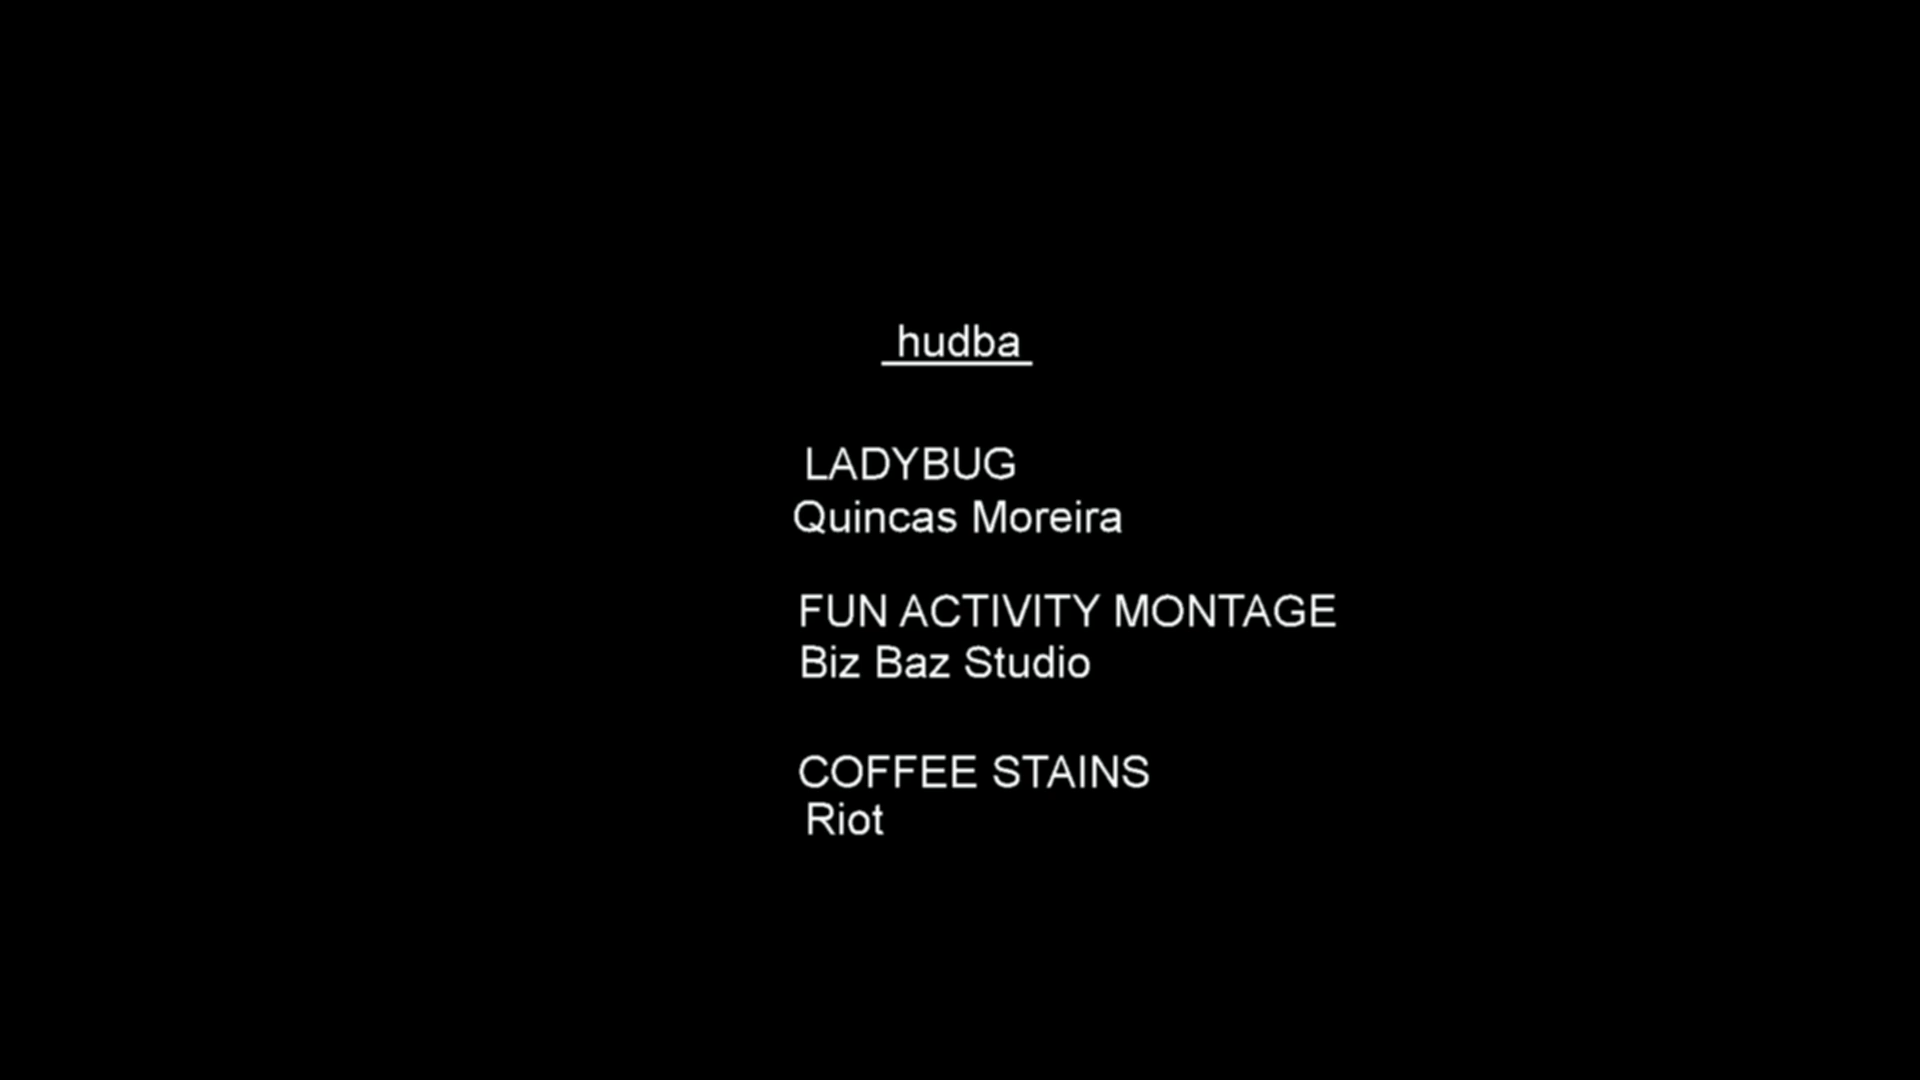 hudba
LADYBUG
Quincas Moreira
FUN ACTIVITY MONTAGE
Biz Baz Studio
COFFEE STAINS
Riot